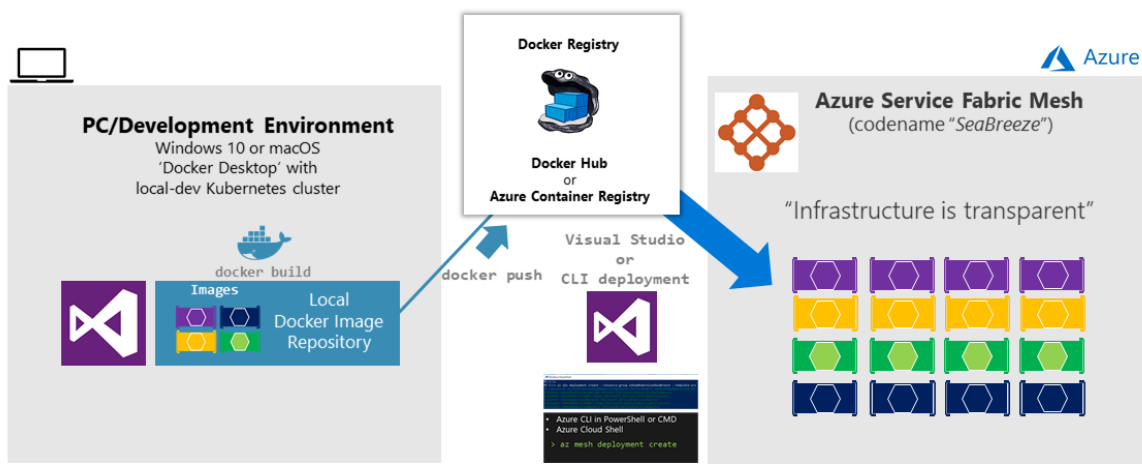 Docker Registry
Docker Hub
or
Azure Container Registry
PC/Development Environment
Windows 10 or macOS
'Docker Desktop' with
local-dev Kubernetes cluster
docker build
Images
Local
Docker Image
Repository
docker push
Visual Studio
or
CLI deployment
• Azure CLI in PowerShell or CMD
• Azure Cloud Shell
> az mesh deployment create
Azure
Azure Service Fabric Mesh
(codename “SeaBreeze”)
“Infrastructure is transparent”